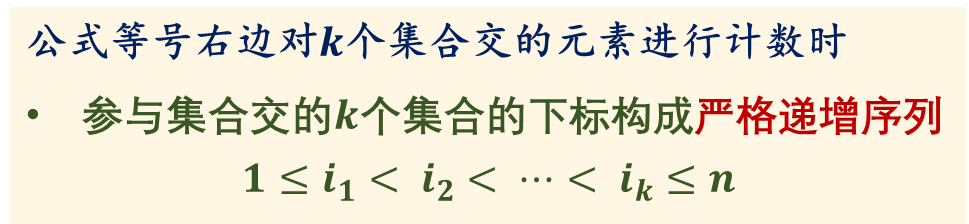 公式等号右边对k个集合交的元素进行计数时
• 参与集合交的k个集合的下标构成严格递增序列
1 ≤ i₁ < i₂ < ⋯ < iₖ ≤ n